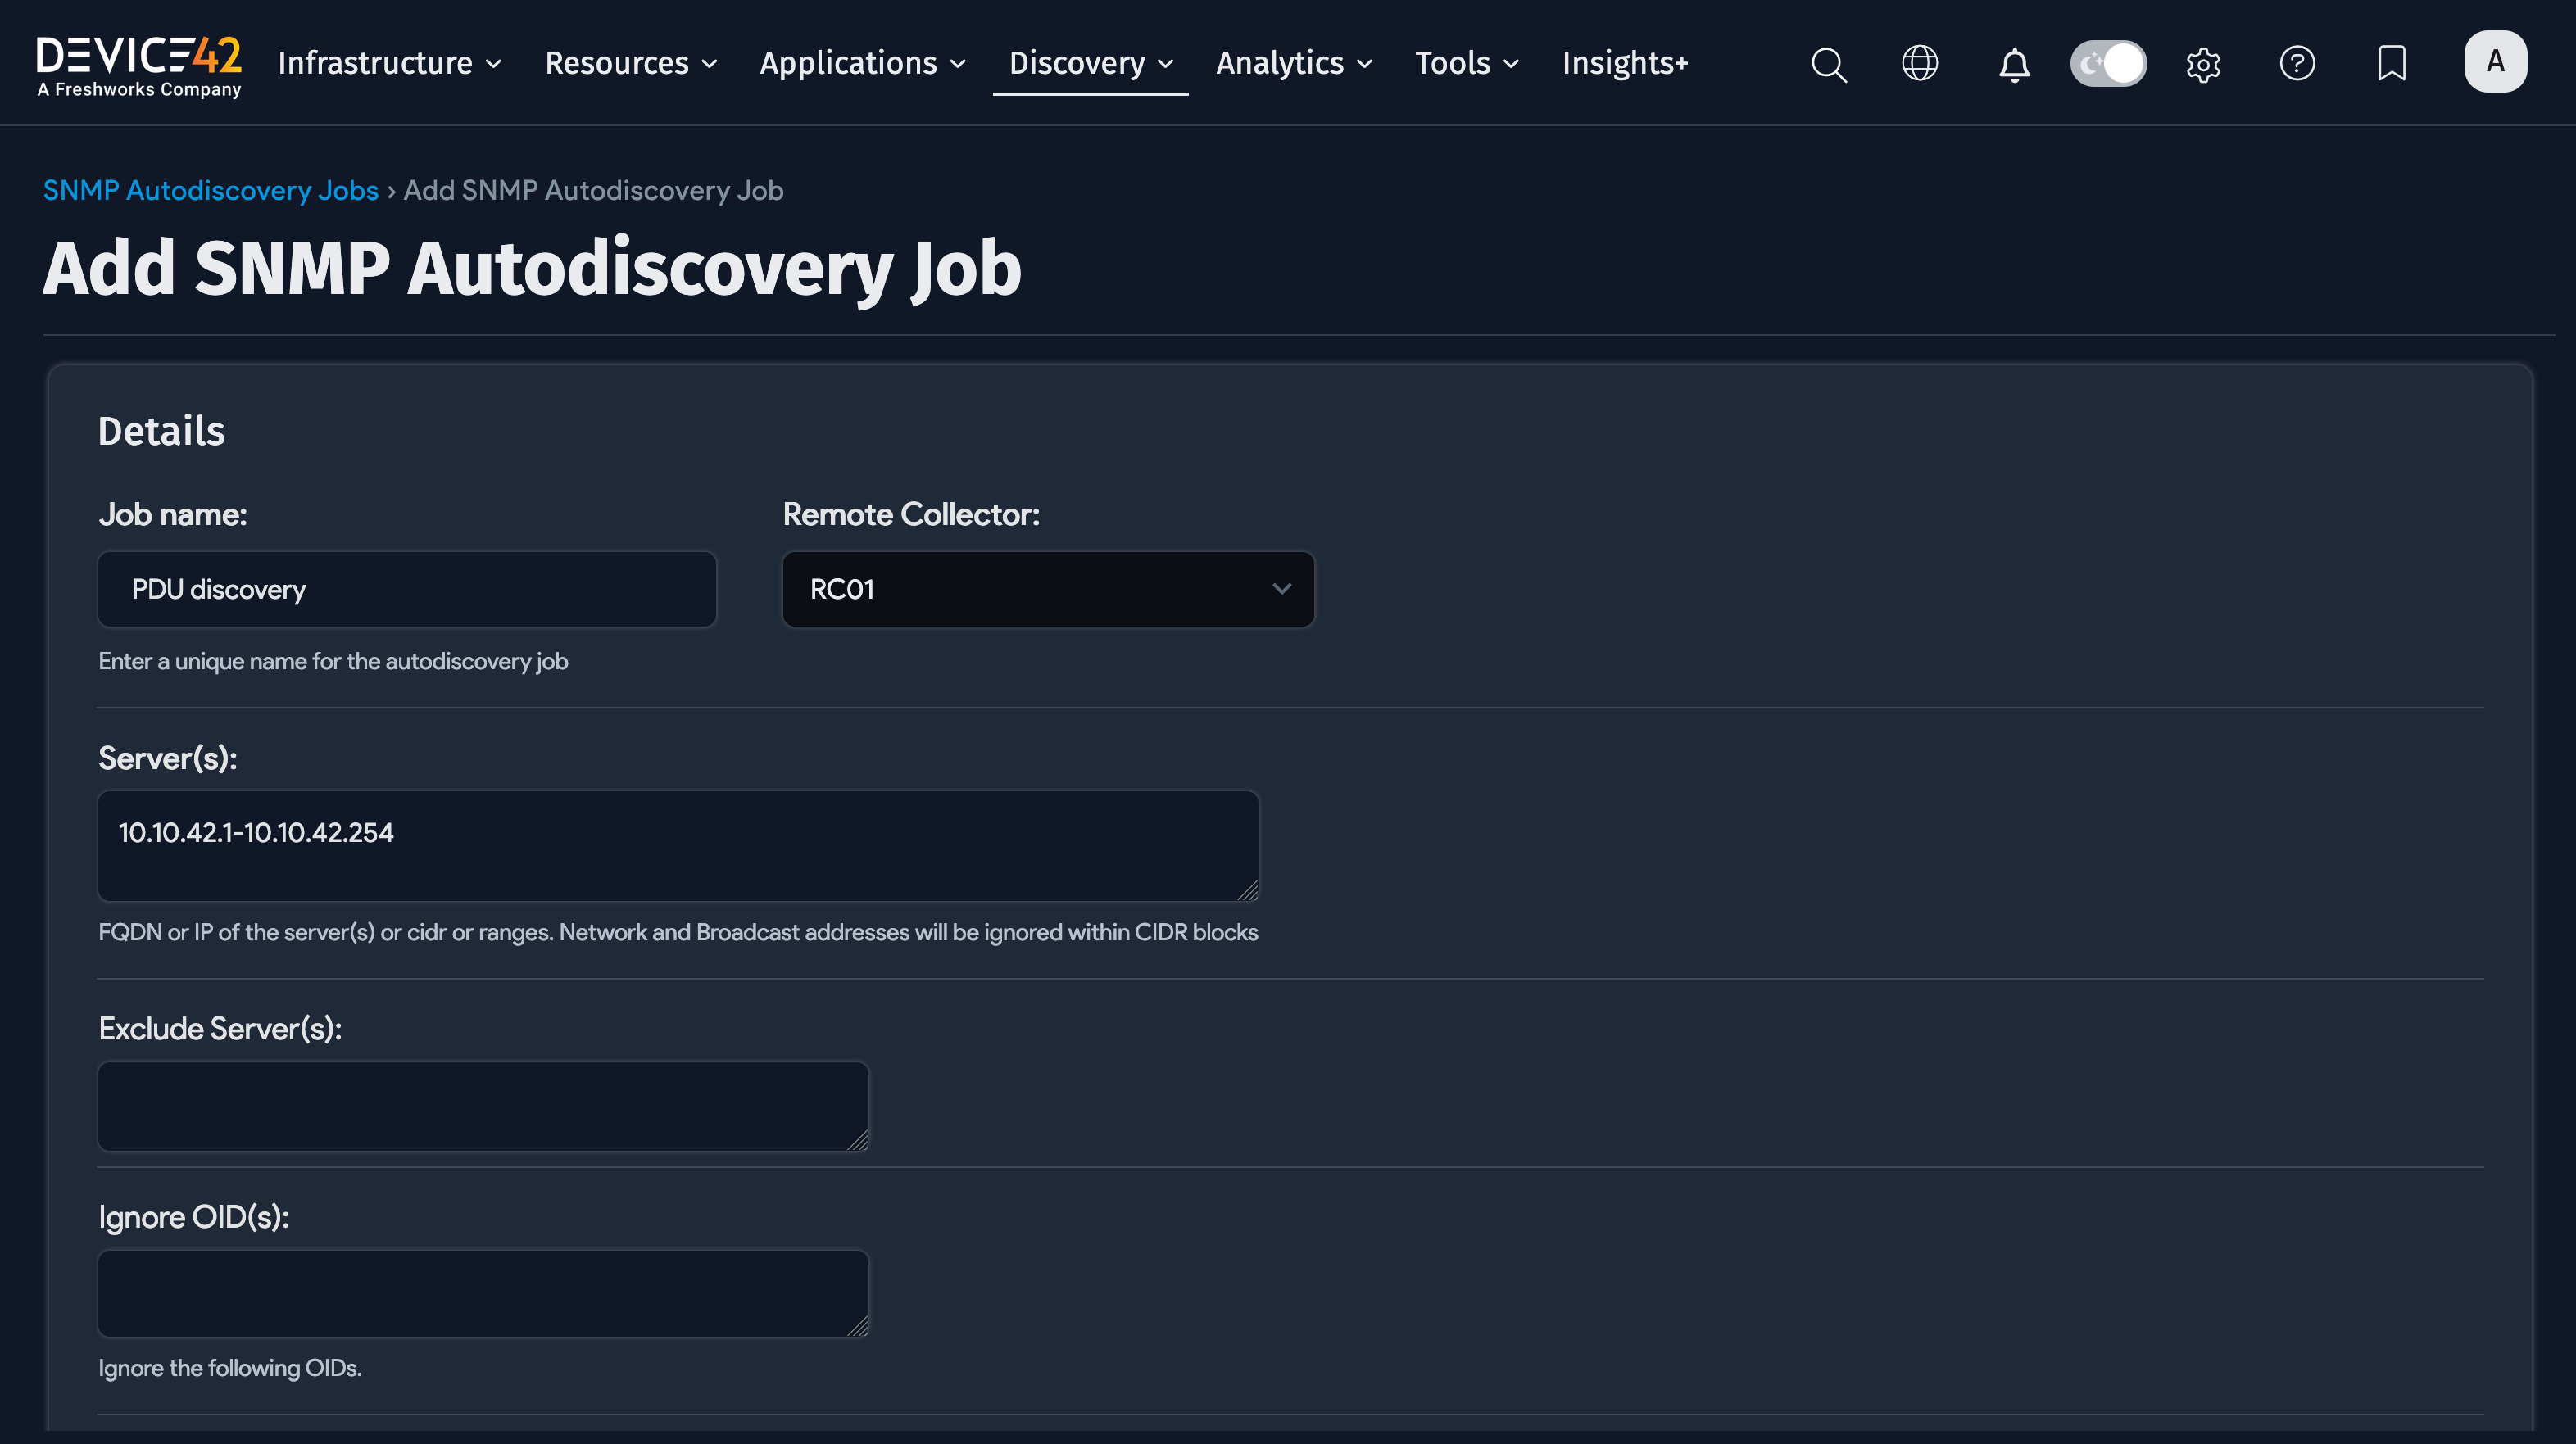 DEVICE42
A Freshworks Company
Infrastructure Resources Applications Discovery Analytics Tools Insights+ A
SNMP Autodiscovery Jobs › Add SNMP Autodiscovery Job
Add SNMP Autodiscovery Job
Details
Job name: Remote Collector:
PDU discovery RC01
Enter a unique name for the autodiscovery job
Server(s):
10.10.42.1-10.10.42.254
FQDN or IP of the server(s) or cidr or ranges. Network and Broadcast addresses will be ignored within CIDR blocks
Exclude Server(s):
Ignore OID(s):
Ignore the following OIDs.